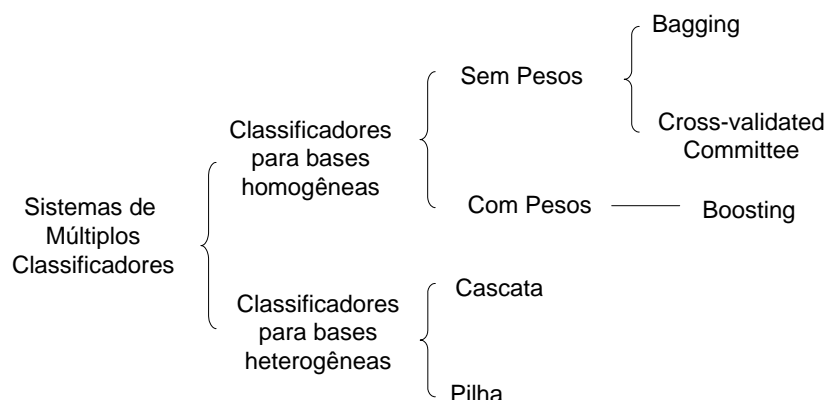 Sistemas de
Múltiplos
Classificadores
Classificadores
para bases
homogêneas
Sem Pesos
Bagging
Cross-validated
Committee
Com Pesos
Boosting
Classificadores
para bases
heterogêneas
Cascata
Pilha